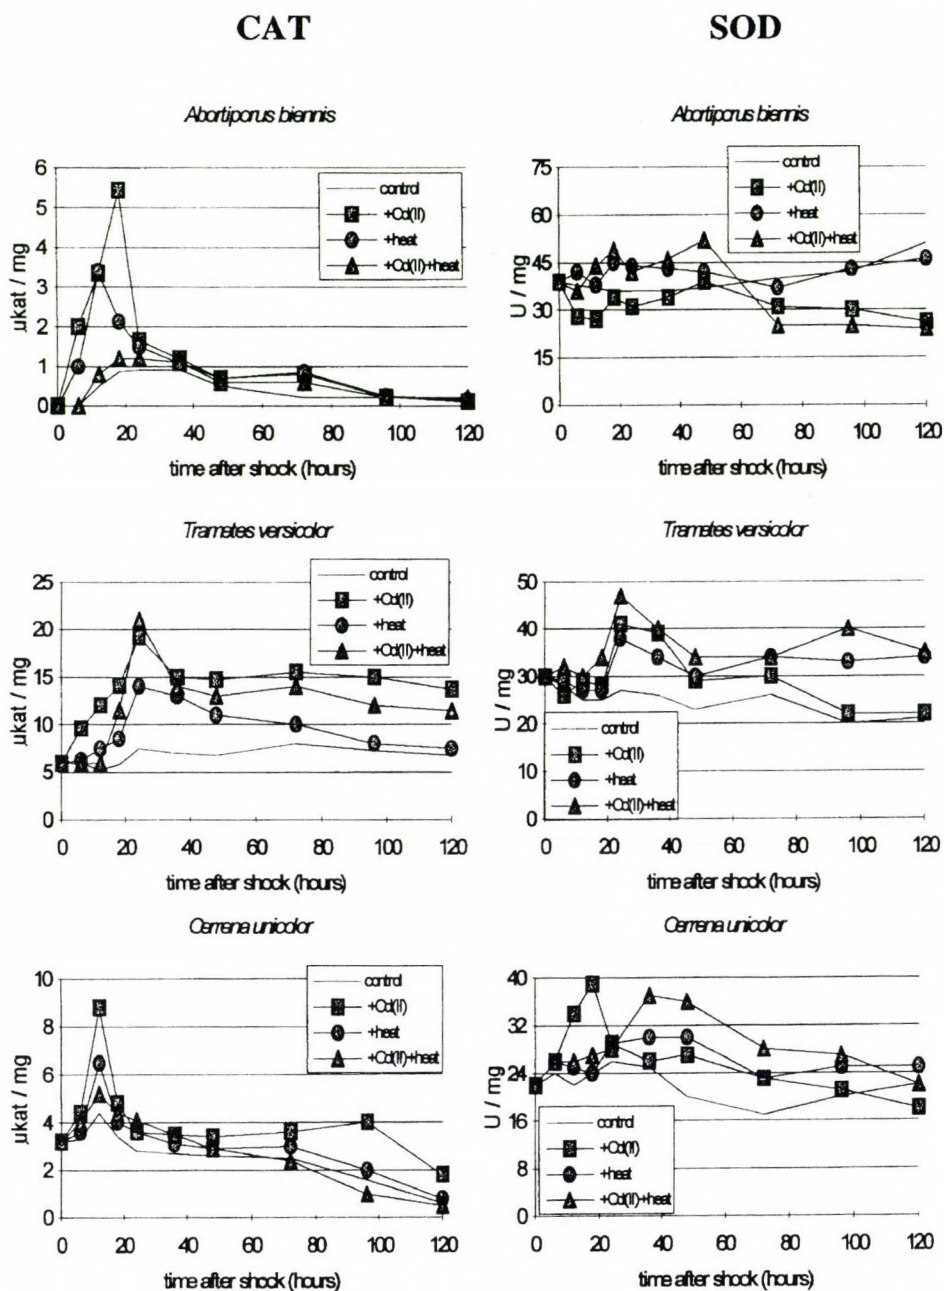 CAT
SOD
Abortiporus biennis
µkat / mg
6
5
4
3
2
1
0
control
+Cd(II)
+heat
+Cd(II)+heat
0 20 40 60 80 100 120
time after shock (hours)
Abortiporus biennis
U / mg
75
60
45
30
15
0
control
+Cd(II)
+heat
+Cd(II)+heat
0 20 40 60 80 100 120
time after shock (hours)
Trametes versicolor
µkat / mg
25
20
15
10
5
0
control
+Cd(II)
+heat
+Cd(II)+heat
0 20 40 60 80 100 120
time after shock (hours)
Trametes versicolor
U / mg
50
40
30
20
10
0
control
+Cd(II)
+heat
+Cd(II)+heat
0 20 40 60 80 100 120
time after shock (hours)
Cerrena unicolor
µkat / mg
10
8
6
4
2
0
control
+Cd(II)
+heat
+Cd(II)+heat
0 20 40 60 80 100 120
time after shock (hours)
Cerrena unicolor
U / mg
40
32
24
16
8
0
control
+Cd(II)
+heat
+Cd(II)+heat
0 20 40 60 80 100 120
time after shock (hours)